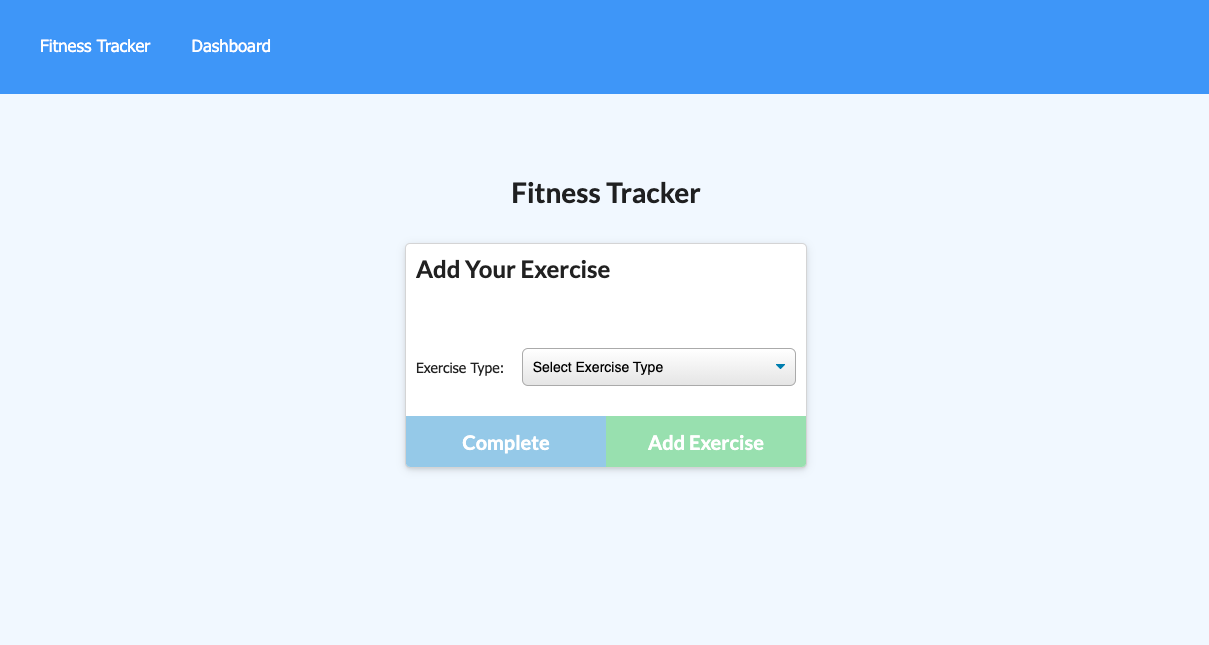 Fitness Tracker Dashboard
Fitness Tracker
Add Your Exercise
Exercise Type: Select Exercise Type
Complete Add Exercise